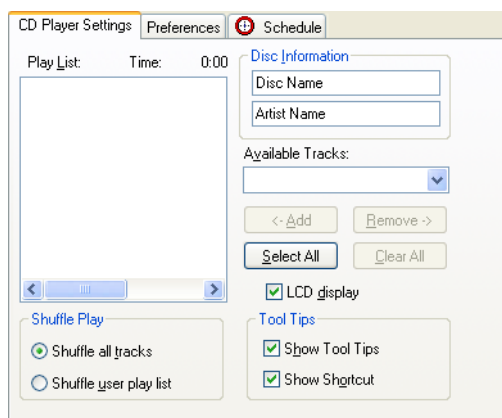 CD Player Settings Preferences Schedule
Play List: Time: 0:00
Disc Information
Disc Name
Artist Name
Available Tracks:
<- Add Remove ->
Select All Clear All
LCD display
Shuffle Play
Shuffle all tracks
Shuffle user play list
Tool Tips
Show Tool Tips
Show Shortcut